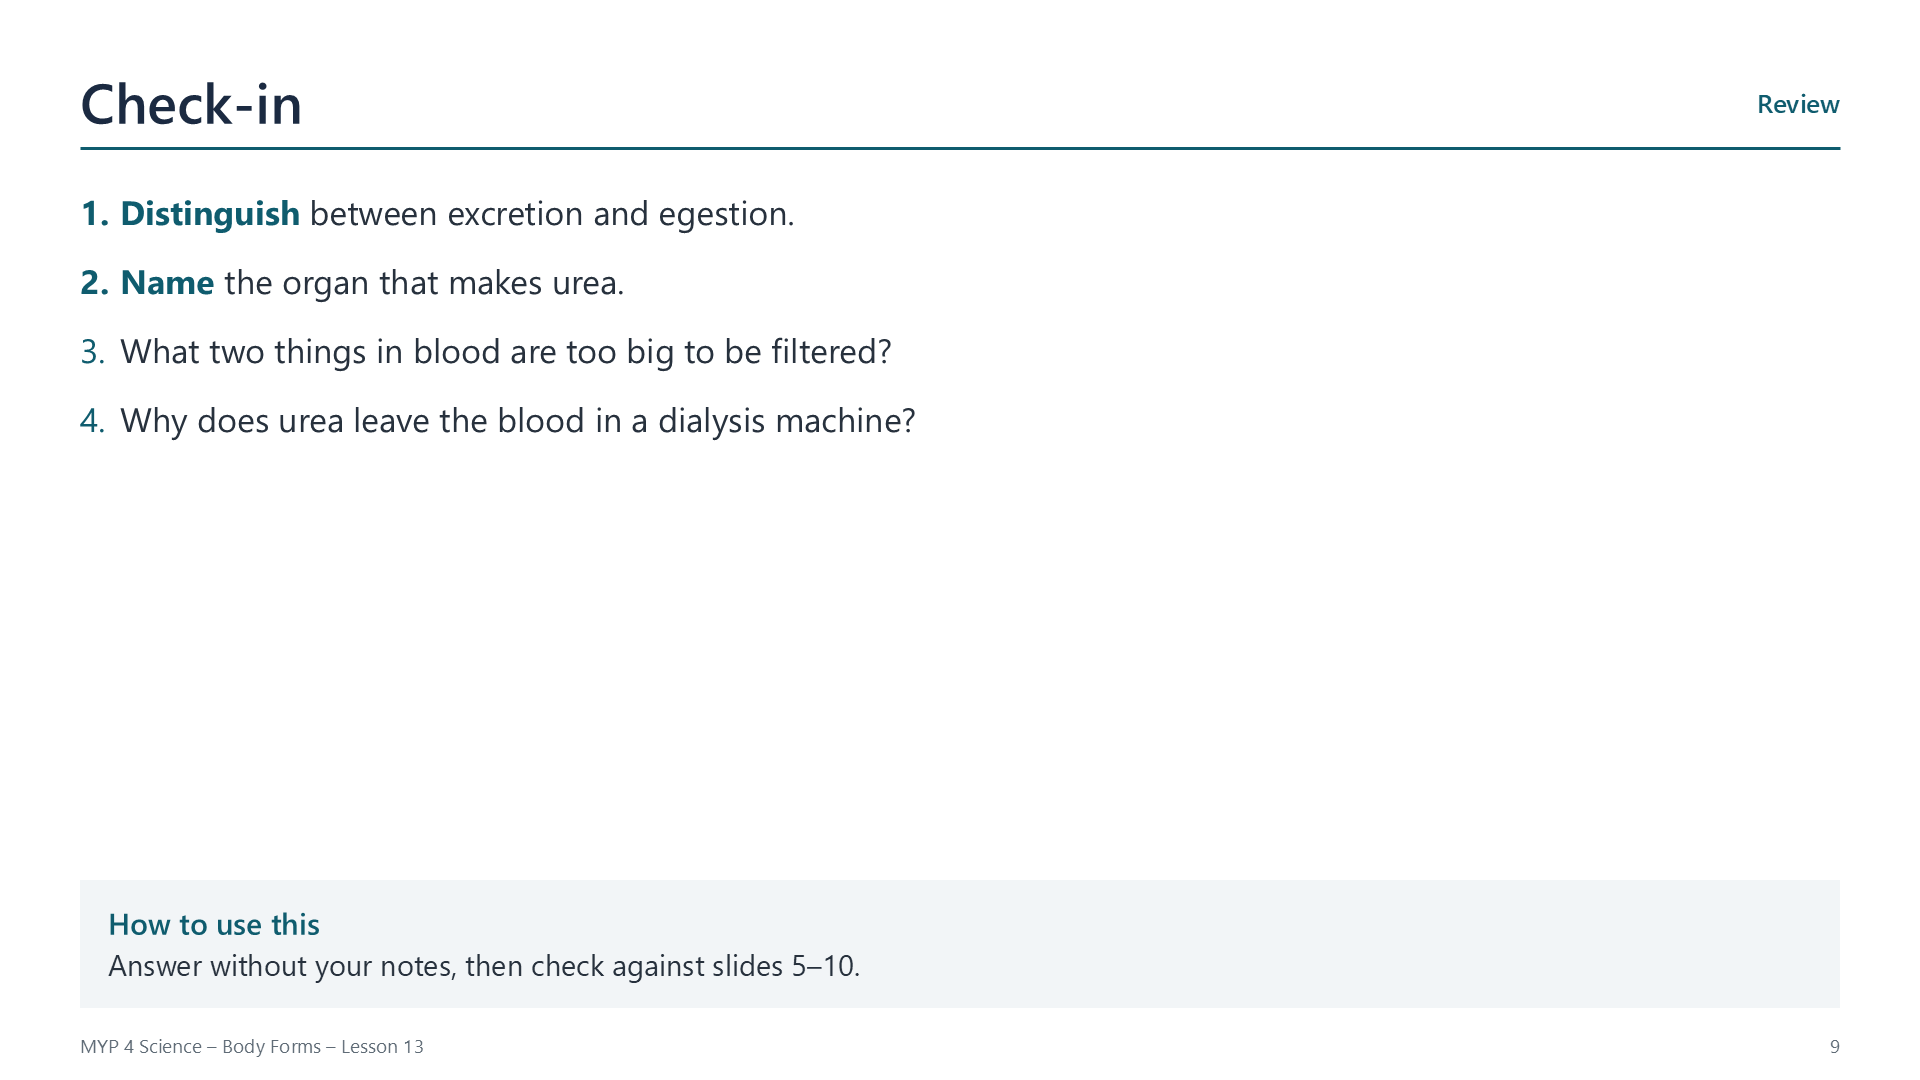 Check-in
Review
1. Distinguish between excretion and egestion.
2. Name the organ that makes urea.
3. What two things in blood are too big to be filtered?
4. Why does urea leave the blood in a dialysis machine?
How to use this
Answer without your notes, then check against slides 5–10.
MYP 4 Science – Body Forms – Lesson 13
9